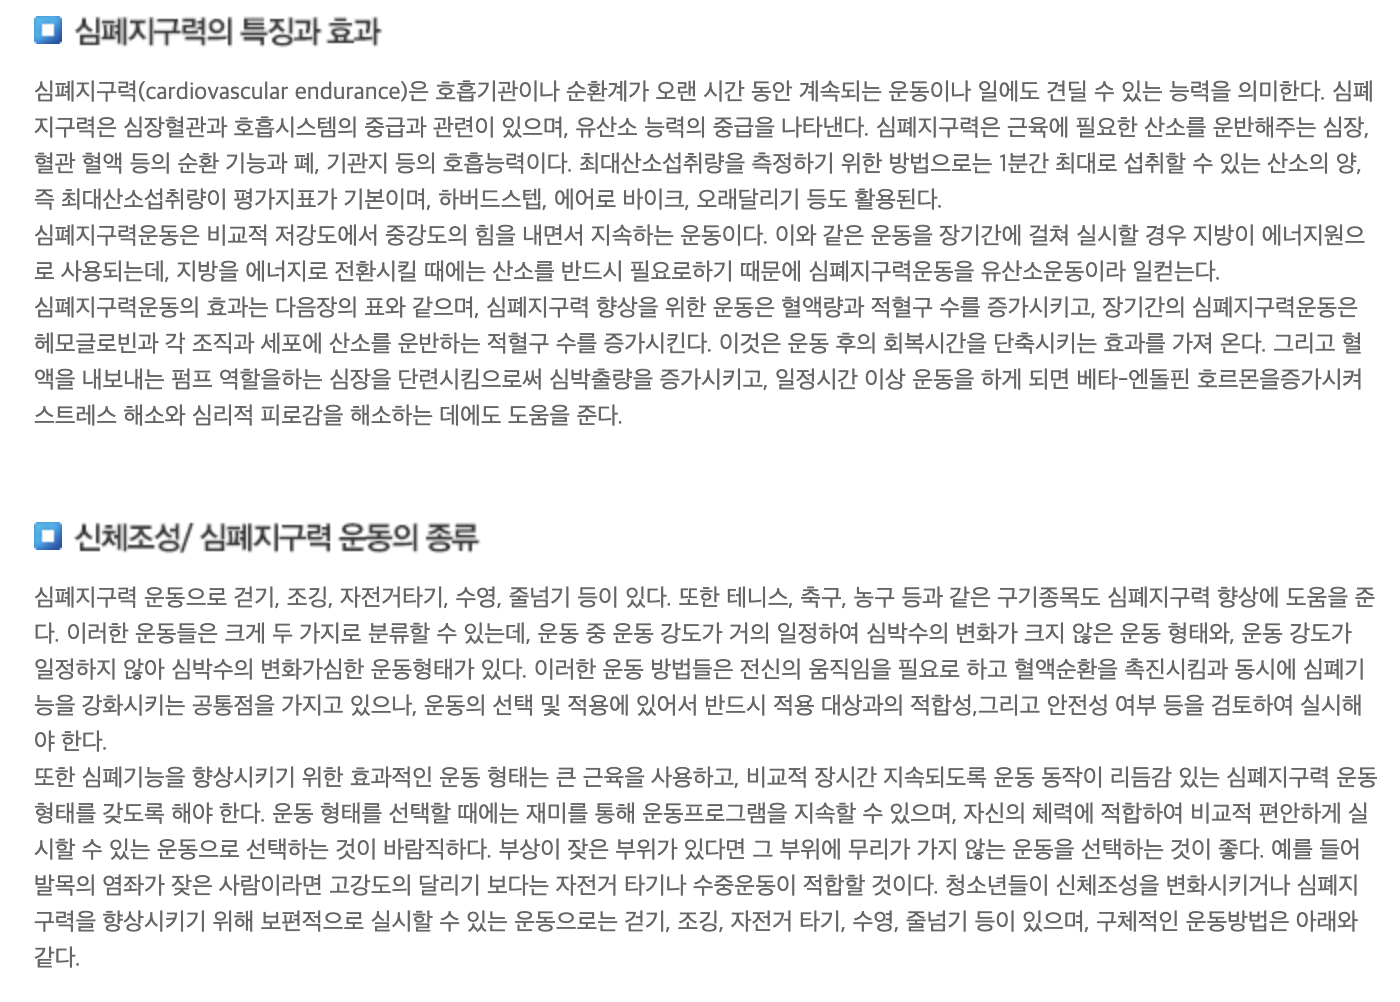 심폐지구력의 특징과 효과
심폐지구력(cardiovascular endurance)은 호흡기관이나 순환계가 오랜 시간 동안 계속되는 운동이나 일에도 견딜 수 있는 능력을 의미한다. 심폐
지구력은 심장혈관과 호흡시스템의 중급과 관련이 있으며, 유산소 능력의 중급을 나타낸다. 심폐지구력은 근육에 필요한 산소를 운반해주는 심장,
혈관 혈액 등의 순환 기능과 폐, 기관지 등의 호흡능력이다. 최대산소섭취량을 측정하기 위한 방법으로는 1분간 최대로 섭취할 수 있는 산소의 양,
즉 최대산소섭취량이 평가지표가 기본이며, 하버드스텝, 에어로 바이크, 오래달리기 등도 활용된다.
심폐지구력운동은 비교적 저강도에서 중강도의 힘을 내면서 지속하는 운동이다. 이와 같은 운동을 장기간에 걸쳐 실시할 경우 지방이 에너지원으
로 사용되는데, 지방을 에너지로 전환시킬 때에는 산소를 반드시 필요로하기 때문에 심폐지구력운동을 유산소운동이라 일컫는다.
심폐지구력운동의 효과는 다음장의 표와 같으며, 심폐지구력 향상을 위한 운동은 혈액량과 적혈구 수를 증가시키고, 장기간의 심폐지구력운동은
헤모글로빈과 각 조직과 세포에 산소를 운반하는 적혈구 수를 증가시킨다. 이것은 운동 후의 회복시간을 단축시키는 효과를 가져 온다. 그리고 혈
액을 내보내는 펌프 역할을하는 심장을 단련시킴으로써 심박출량을 증가시키고, 일정시간 이상 운동을 하게 되면 베타-엔돌핀 호르몬을증가시켜
스트레스 해소와 심리적 피로감을 해소하는 데에도 도움을 준다.
신체조성/ 심폐지구력 운동의 종류
심폐지구력 운동으로 걷기, 조깅, 자전거타기, 수영, 줄넘기 등이 있다. 또한 테니스, 축구, 농구 등과 같은 구기종목도 심폐지구력 향상에 도움을 준
다. 이러한 운동들은 크게 두 가지로 분류할 수 있는데, 운동 중 운동 강도가 거의 일정하여 심박수의 변화가 크지 않은 운동 형태와, 운동 강도가
일정하지 않아 심박수의 변화가심한 운동형태가 있다. 이러한 운동 방법들은 전신의 움직임을 필요로 하고 혈액순환을 촉진시킴과 동시에 심폐기
능을 강화시키는 공통점을 가지고 있으나, 운동의 선택 및 적용에 있어서 반드시 적용 대상과의 적합성,그리고 안전성 여부 등을 검토하여 실시해
야 한다.
또한 심폐기능을 향상시키기 위한 효과적인 운동 형태는 큰 근육을 사용하고, 비교적 장시간 지속되도록 운동 동작이 리듬감 있는 심폐지구력 운동
형태를 갖도록 해야 한다. 운동 형태를 선택할 때에는 재미를 통해 운동프로그램을 지속할 수 있으며, 자신의 체력에 적합하여 비교적 편안하게 실
시할 수 있는 운동으로 선택하는 것이 바람직하다. 부상이 잦은 부위가 있다면 그 부위에 무리가 가지 않는 운동을 선택하는 것이 좋다. 예를 들어
발목의 염좌가 잦은 사람이라면 고강도의 달리기 보다는 자전거 타기나 수중운동이 적합할 것이다. 청소년들이 신체조성을 변화시키거나 심폐지
구력을 향상시키기 위해 보편적으로 실시할 수 있는 운동으로는 걷기, 조깅, 자전거 타기, 수영, 줄넘기 등이 있으며, 구체적인 운동방법은 아래와
같다.